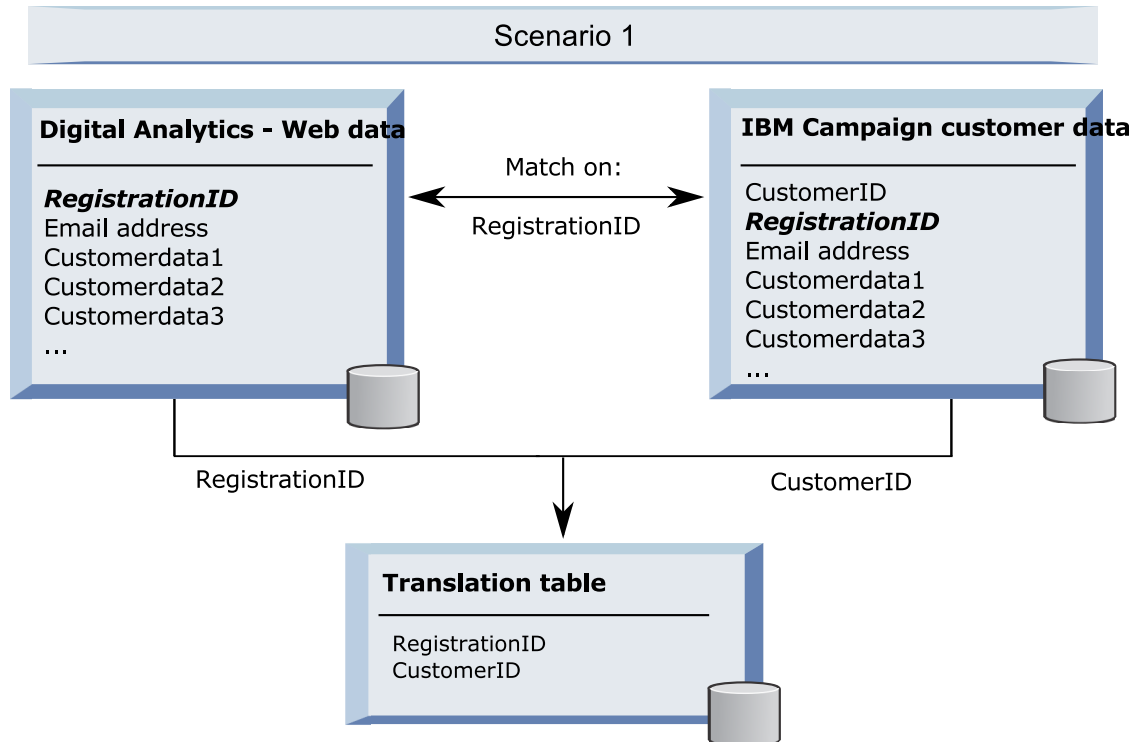 Scenario 1
Digital Analytics - Web data
RegistrationID
Email address
Customerdata1
Customerdata2
Customerdata3
...
Match on:
RegistrationID
IBM Campaign customer data
CustomerID
RegistrationID
Email address
Customerdata1
Customerdata2
Customerdata3
...
RegistrationID
CustomerID
Translation table
RegistrationID
CustomerID